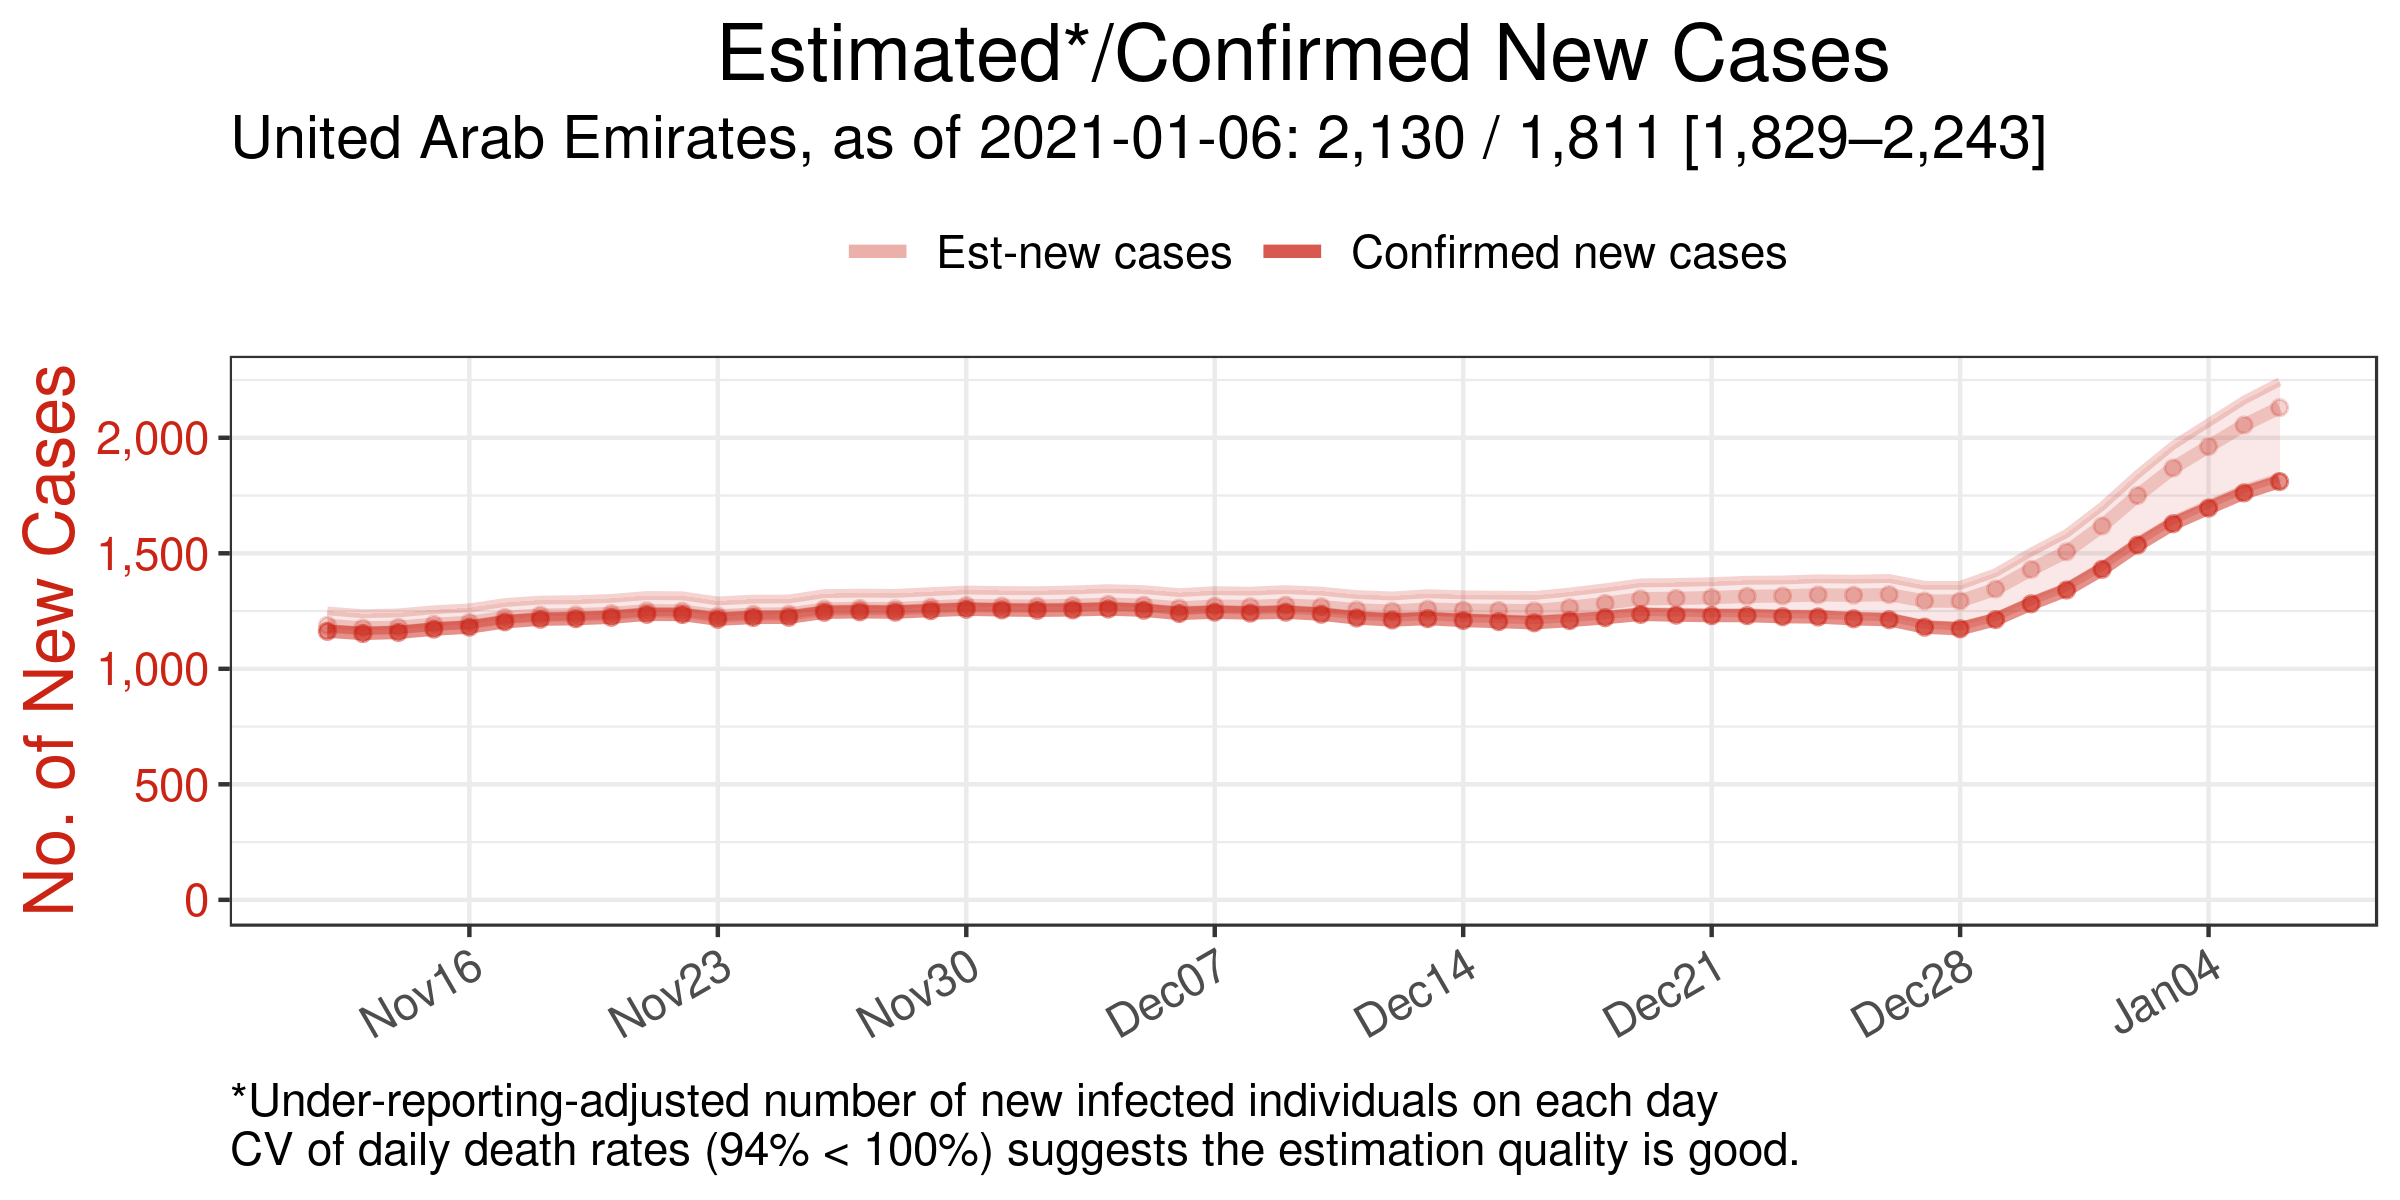 Estimated*/Confirmed New Cases
United Arab Emirates, as of 2021-01-06: 2,130 / 1,811 [1,829–2,243]
Est-new cases Confirmed new cases
No. of New Cases
2,000
1,500
1,000
500
0
Nov16 Nov23 Nov30 Dec07 Dec14 Dec21 Dec28 Jan04
*Under-reporting-adjusted number of new infected individuals on each day
CV of daily death rates (94% < 100%) suggests the estimation quality is good.